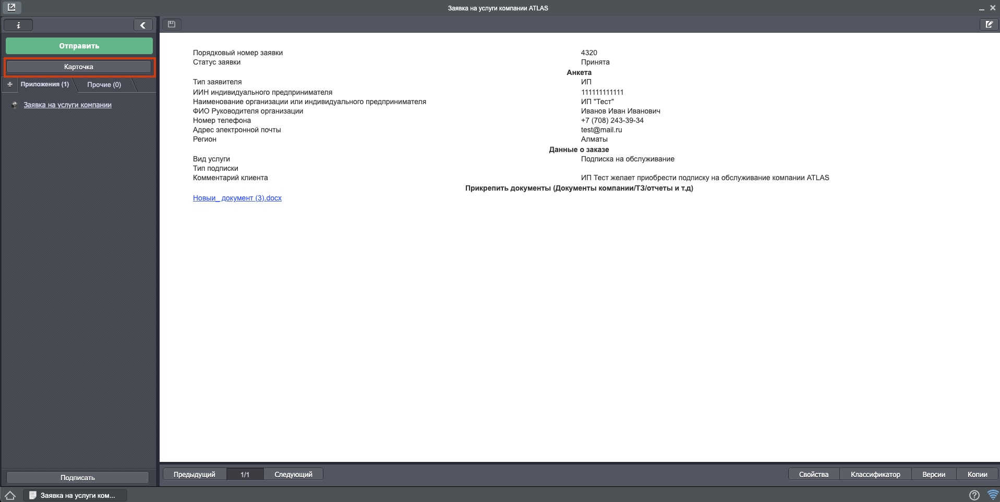 Заявка на услуги компании ATLAS
Отправить
Карточка
Приложения (1) Прочие (0)
Заявка на услуги компании
Порядковый номер заявки 4320
Статус заявки Принята
Анкета
Тип заявителя ИП
ИИН индивидуального предпринимателя 111111111111
Наименование организации или индивидуального предпринимателя ИП "Тест"
ФИО Руководителя организации Иванов Иван Иванович
Номер телефона +7 (708) 243-39-34
Адрес электронной почты test@mail.ru
Регион Алматы
Данные о заказе
Вид услуги Подписка на обслуживание
Тип подписки
Комментарий клиента ИП Тест желает приобрести подписку на обслуживание компании ATLAS
Прикрепить документы (Документы компании/ТЗ/отчеты и т.д)
Новыи_ документ (3).docx
Подписать
Предыдущий 1/1 Следующий Свойства Классификатор Версии Копии
Заявка на услуги ком...